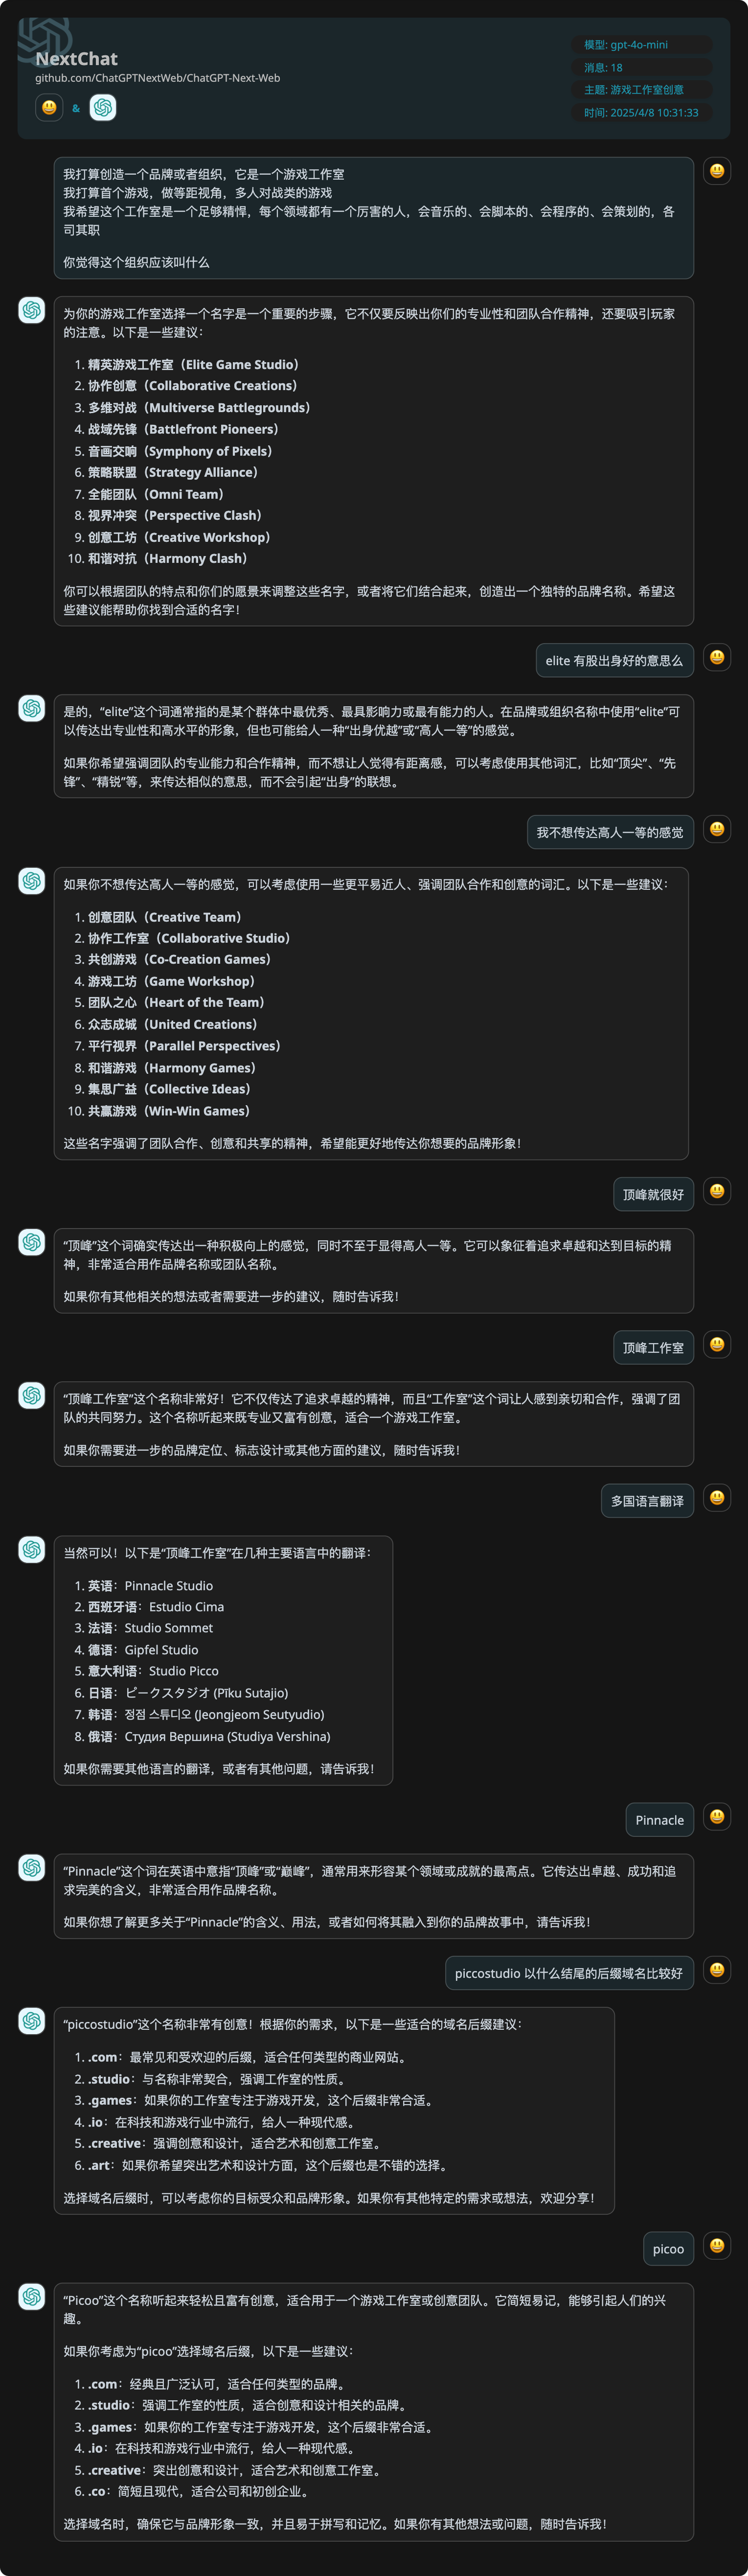 NextChat
github.com/ChatGPTNextWeb/ChatGPT-Next-Web
&
模型: gpt-4o-mini
消息: 18
主题: 游戏工作室创意
时间: 2025/4/8 10:31:33
我打算创造一个品牌或者组织，它是一个游戏工作室
我打算首个游戏，做等距视角，多人对战类的游戏
我希望这个工作室是一个足够精悍，每个领域都有一个厉害的人，会音乐的、会脚本的、会程序的、会策划的，各
司其职
你觉得这个组织应该叫什么
为你的游戏工作室选择一个名字是一个重要的步骤，它不仅要反映出你们的专业性和团队合作精神，还要吸引玩家
的注意。以下是一些建议：
1. 精英游戏工作室（Elite Game Studio）
2. 协作创意（Collaborative Creations）
3. 多维对战（Multiverse Battlegrounds）
4. 战域先锋（Battlefront Pioneers）
5. 音画交响（Symphony of Pixels）
6. 策略联盟（Strategy Alliance）
7. 全能团队（Omni Team）
8. 视界冲突（Perspective Clash）
9. 创意工坊（Creative Workshop）
10. 和谐对抗（Harmony Clash）
你可以根据团队的特点和你们的愿景来调整这些名字，或者将它们结合起来，创造出一个独特的品牌名称。希望这
些建议能帮助你找到合适的名字！
elite 有股出身好的意思么
是的，“elite”这个词通常指的是某个群体中最优秀、最具影响力或最有能力的人。在品牌或组织名称中使用“elite”可
以传达出专业性和高水平的形象，但也可能给人一种“出身优越”或“高人一等”的感觉。
如果你希望强调团队的专业能力和合作精神，而不想让人觉得有距离感，可以考虑使用其他词汇，比如“顶尖”、“先
锋”、“精锐”等，来传达相似的意思，而不会引起“出身”的联想。
我不想传达高人一等的感觉
如果你不想传达高人一等的感觉，可以考虑使用一些更平易近人、强调团队合作和创意的词汇。以下是一些建议：
1. 创意团队（Creative Team）
2. 协作工作室（Collaborative Studio）
3. 共创游戏（Co-Creation Games）
4. 游戏工坊（Game Workshop）
5. 团队之心（Heart of the Team）
6. 众志成城（United Creations）
7. 平行视界（Parallel Perspectives）
8. 和谐游戏（Harmony Games）
9. 集思广益（Collective Ideas）
10. 共赢游戏（Win-Win Games）
这些名字强调了团队合作、创意和共享的精神，希望能更好地传达你想要的品牌形象！
顶峰就很好
“顶峰”这个词确实传达出一种积极向上的感觉，同时不至于显得高人一等。它可以象征着追求卓越和达到目标的精
神，非常适合用作品牌名称或团队名称。
如果你有其他相关的想法或者需要进一步的建议，随时告诉我！
顶峰工作室
“顶峰工作室”这个名称非常好！它不仅传达了追求卓越的精神，而且“工作室”这个词让人感到亲切和合作，强调了团
队的共同努力。这个名称听起来既专业又富有创意，适合一个游戏工作室。
如果你需要进一步的品牌定位、标志设计或其他方面的建议，随时告诉我！
多国语言翻译
当然可以！以下是“顶峰工作室”在几种主要语言中的翻译：
1. 英语：Pinnacle Studio
2. 西班牙语：Estudio Cima
3. 法语：Studio Sommet
4. 德语：Gipfel Studio
5. 意大利语：Studio Picco
6. 日语：ピークスタジオ (Pīku Sutajio)
7. 韩语：정점 스튜디오 (Jeongjeom Seutyudio)
8. 俄语：Студия Вершина (Studiya Vershina)
如果你需要其他语言的翻译，或者有其他问题，请告诉我！
Pinnacle
“Pinnacle”这个词在英语中意指“顶峰”或“巅峰”，通常用来形容某个领域或成就的最高点。它传达出卓越、成功和追
求完美的含义，非常适合用作品牌名称。
如果你想了解更多关于“Pinnacle”的含义、用法，或者如何将其融入到你的品牌故事中，请告诉我！
piccostudio 以什么结尾的后缀域名比较好
“piccostudio”这个名称非常有创意！根据你的需求，以下是一些适合的域名后缀建议：
1. .com：最常见和受欢迎的后缀，适合任何类型的商业网站。
2. .studio：与名称非常契合，强调工作室的性质。
3. .games：如果你的工作室专注于游戏开发，这个后缀非常合适。
4. .io：在科技和游戏行业中流行，给人一种现代感。
5. .creative：强调创意和设计，适合艺术和创意工作室。
6. .art：如果你希望突出艺术和设计方面，这个后缀也是不错的选择。
选择域名后缀时，可以考虑你的目标受众和品牌形象。如果你有其他特定的需求或想法，欢迎分享！
picoo
“Picoo”这个名称听起来轻松且富有创意，适合用于一个游戏工作室或创意团队。它简短易记，能够引起人们的兴
趣。
如果你考虑为“picoo”选择域名后缀，以下是一些建议：
1. .com：经典且广泛认可，适合任何类型的品牌。
2. .studio：强调工作室的性质，适合创意和设计相关的品牌。
3. .games：如果你的工作室专注于游戏开发，这个后缀非常合适。
4. .io：在科技和游戏行业中流行，给人一种现代感。
5. .creative：突出创意和设计，适合艺术和创意工作室。
6. .co：简短且现代，适合公司和初创企业。
选择域名时，确保它与品牌形象一致，并且易于拼写和记忆。如果你有其他想法或问题，随时告诉我！